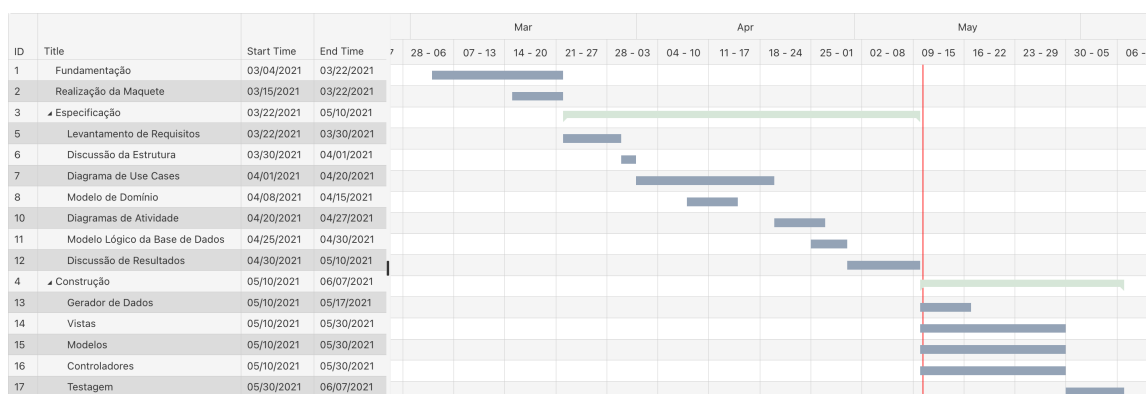 Mar Apr May
ID Title Start Time End Time 7 28 - 06 07 - 13 14 - 20 21 - 27 28 - 03 04 - 10 11 - 17 18 - 24 25 - 01 02 - 08 09 - 15 16 - 22 23 - 29 30 - 05 06 -
1 Fundamentação 03/04/2021 03/22/2021
2 Realização da Maquete 03/15/2021 03/22/2021
3 Especificação 03/22/2021 05/10/2021
5 Levantamento de Requisitos 03/22/2021 03/30/2021
6 Discussão da Estrutura 03/30/2021 04/01/2021
7 Diagrama de Use Cases 04/01/2021 04/20/2021
8 Modelo de Domínio 04/08/2021 04/15/2021
10 Diagramas de Atividade 04/20/2021 04/27/2021
11 Modelo Lógico da Base de Dados 04/25/2021 04/30/2021
12 Discussão de Resultados 04/30/2021 05/10/2021
4 Construção 05/10/2021 06/07/2021
13 Gerador de Dados 05/10/2021 05/17/2021
14 Vistas 05/10/2021 05/30/2021
15 Modelos 05/10/2021 05/30/2021
16 Controladores 05/10/2021 05/30/2021
17 Testagem 05/30/2021 06/07/2021